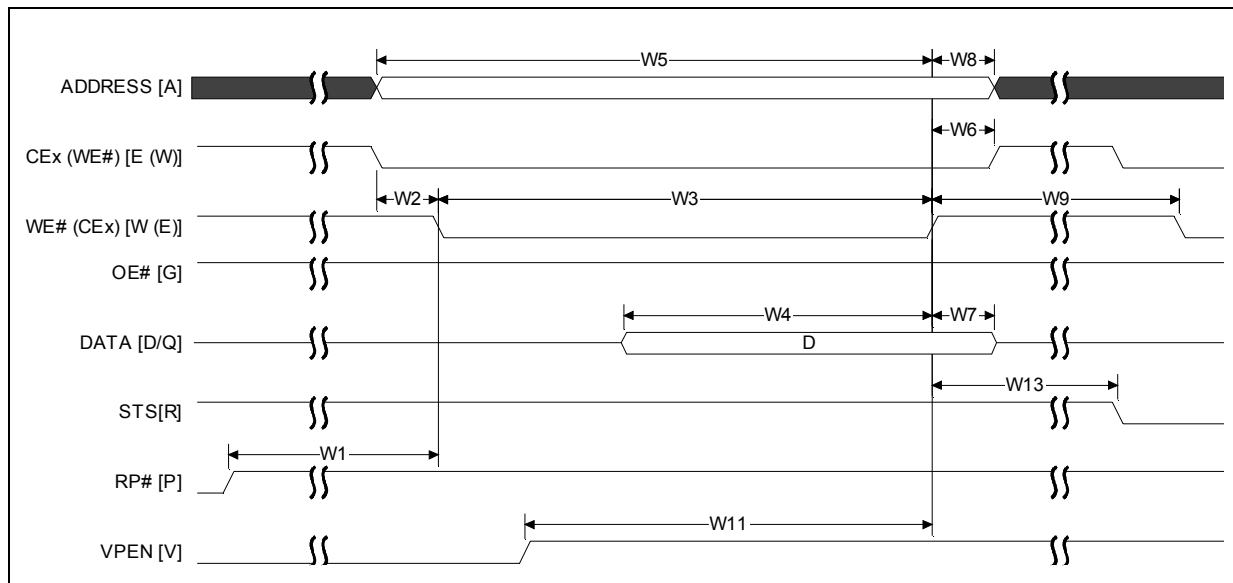 W5
W8
ADDRESS [A]
W6
CEx (WE#) [E (W)]
W2
W3
W9
WE# (CEx) [W (E)]
OE# [G]
W4
W7
DATA [D/Q]
D
W13
STS[R]
W1
RP# [P]
W11
VPEN [V]